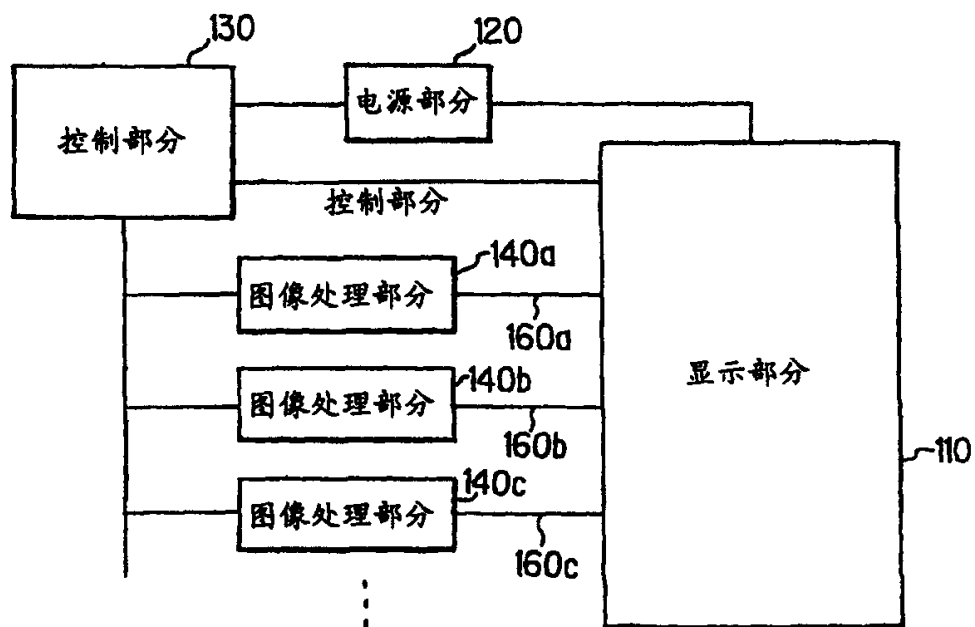 130
120
控制部分
电源部分
控制部分
140a
图像处理部分
160a
显示部分
140b
图像处理部分
160b
110
140c
图像处理部分
160c